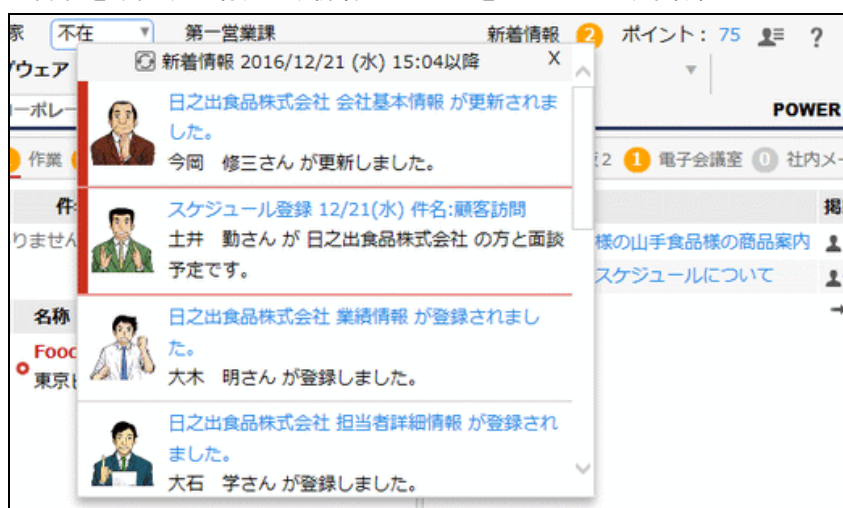 家 不在 ▼ 第一営業課 新着情報 2 ポイント： 75 ?
プウェア
新着情報 2016/12/21 (水) 15:04以降 X
コーポレー
POWER
日之出食品株式会社 会社基本情報 が更新されま
した。
今岡 修三さん が更新しました。
作業
2 1 電子会議室 0 社内メー
件
掲
スケジュール登録 12/21(水) 件名:顧客訪問
りません
土井 勤さん が 日之出食品株式会社 の方と面談
予定です。
様の山手食品様の商品案内
スケジュールについて
名称
日之出食品株式会社 業績情報 が登録されまし
た。
Food
大木 明さん が登録しました。
東京
日之出食品株式会社 担当者詳細情報 が登録され
ました。
大石 学さん が登録しました。